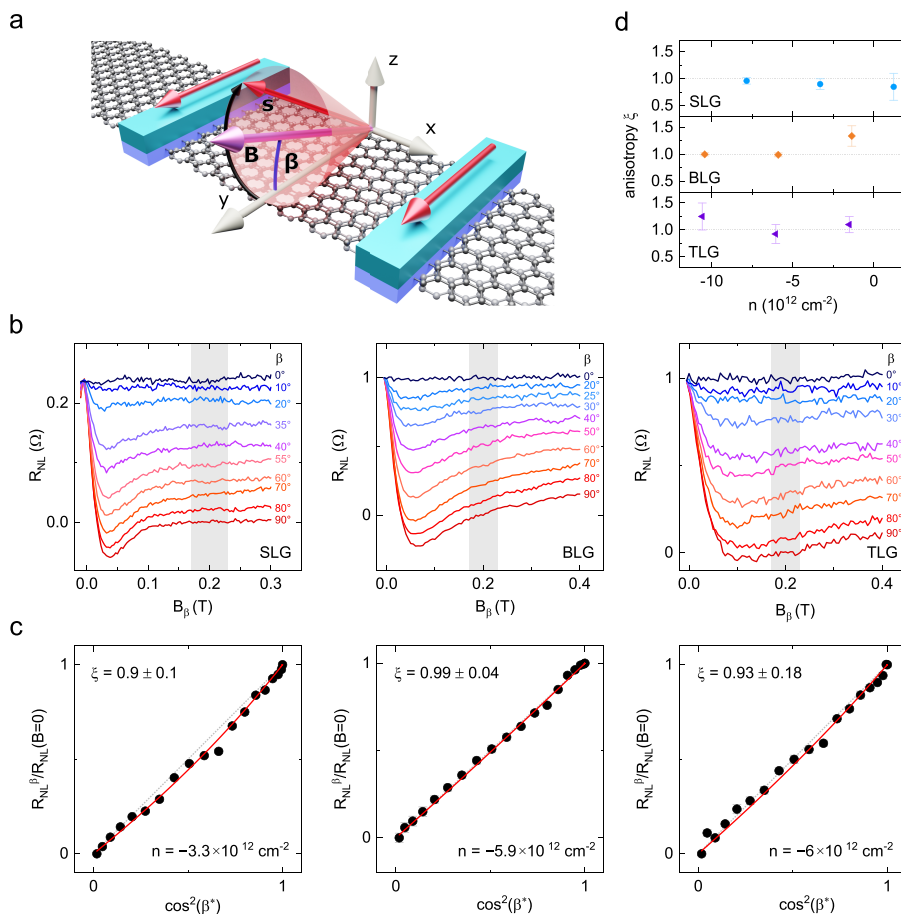 a
z
x
y
s
B
β
d
anisotropy ξ
1.5
1.0
0.5
SLG
1.5
1.0
0.5
BLG
1.5
1.0
0.5
TLG
-10
-5
0
n (10¹² cm⁻²)
b
R_NL (Ω)
0.2
0.0
β
0°
10°
20°
35°
40°
55°
60°
70°
80°
90°
SLG
0.0
0.1
0.2
0.3
B_β (T)
R_NL (Ω)
1
0
β
0°
20°
25°
30°
40°
50°
60°
70°
80°
90°
BLG
0.0
0.2
0.4
B_β (T)
R_NL (Ω)
1
0
β
0°
10°
20°
30°
40°
50°
60°
70°
80°
90°
TLG
0.0
0.2
0.4
B_β (T)
c
R_NL^β/R_NL(B=0)
1
0
ξ = 0.9 ± 0.1
n = −3.3×10¹² cm⁻²
0
1
cos²(β*)
R_NL^β/R_NL(B=0)
1
0
ξ = 0.99 ± 0.04
n = −5.9×10¹² cm⁻²
0
1
cos²(β*)
R_NL^β/R_NL(B=0)
1
0
ξ = 0.93 ± 0.18
n = −6×10¹² cm⁻²
0
1
cos²(β*)